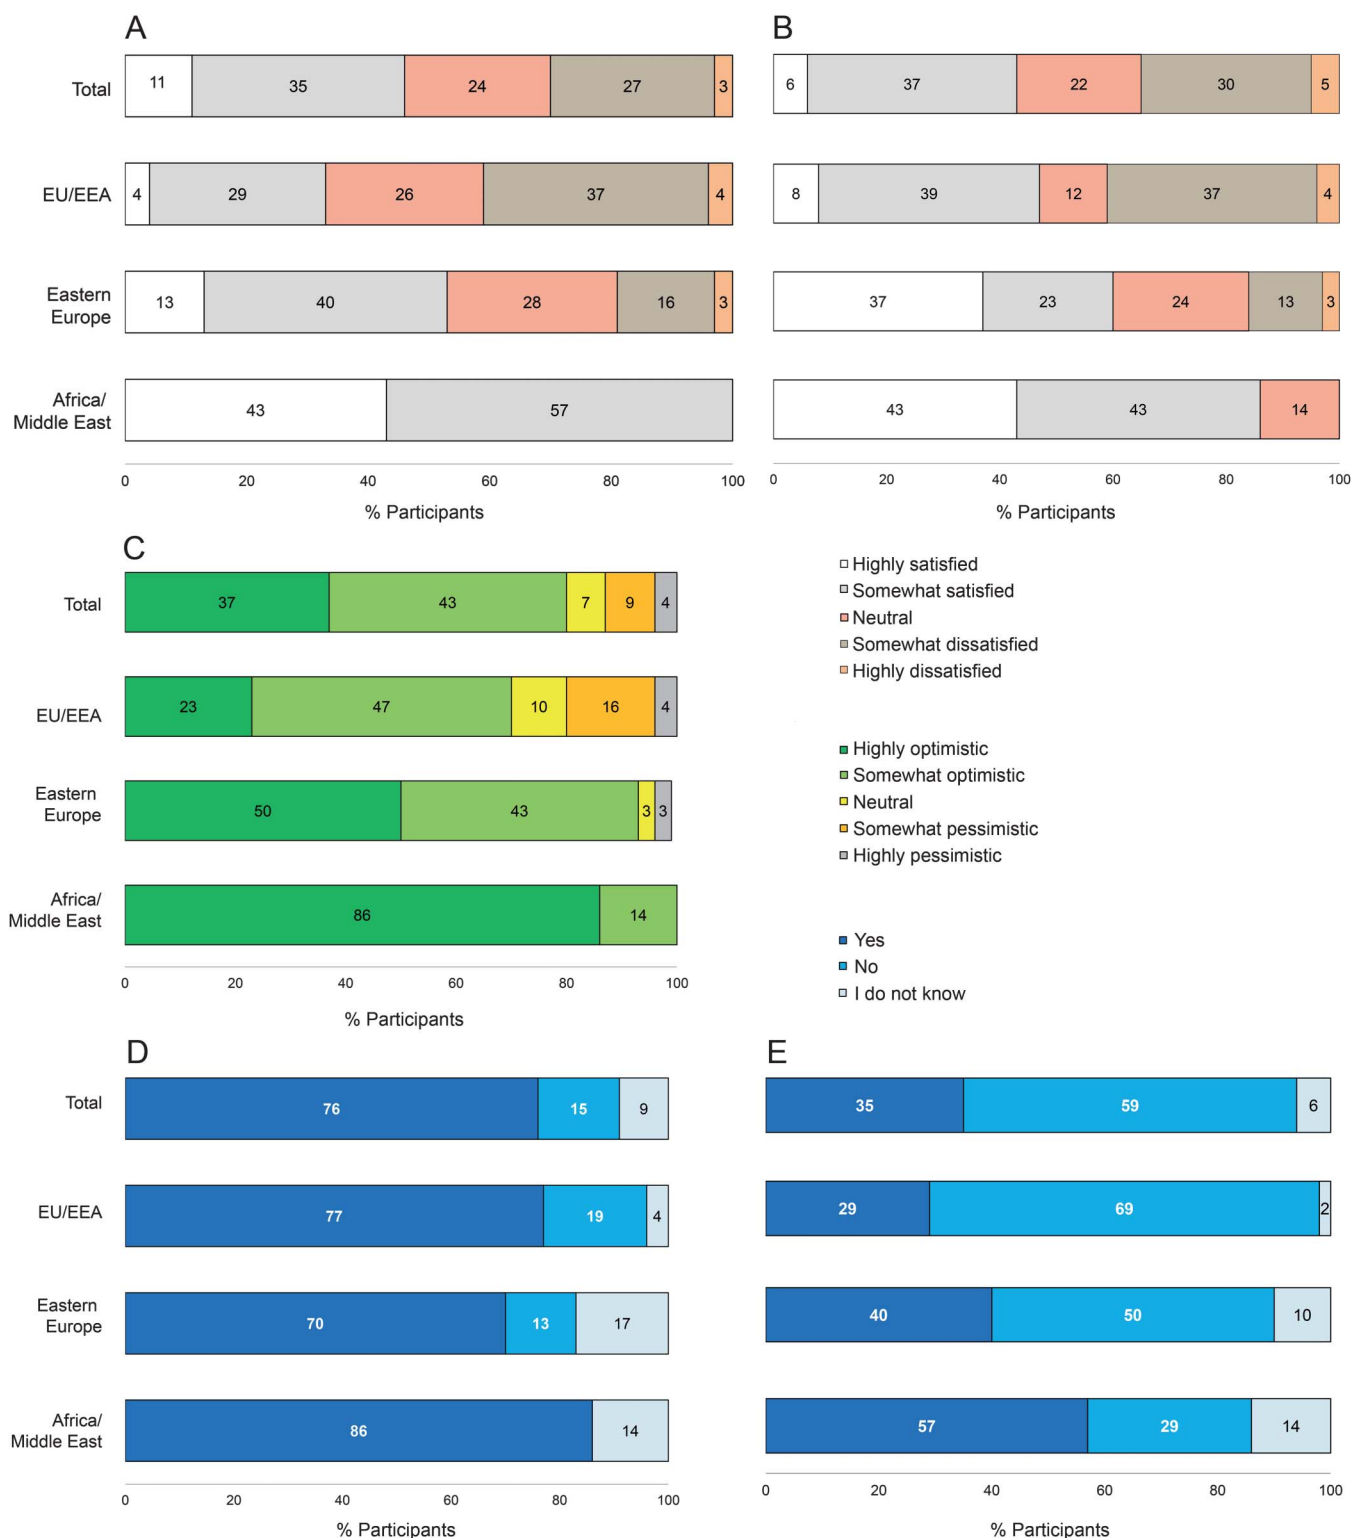 A
Total
11 35 24 27 3
EU/EEA
4 29 26 37 4
Eastern
Europe
13 40 28 16 3
Africa/
Middle East
43 57
0 20 40 60 80 100
% Participants
B
6 37 22 30 5
8 39 12 37 4
37 23 24 13 3
43 43 14
0 20 40 60 80 100
% Participants
C
Total
37 43 7 9 4
EU/EEA
23 47 10 16 4
Eastern
Europe
50 43 3 3
Africa/
Middle East
86 14
0 20 40 60 80 100
% Participants
Highly satisfied
Somewhat satisfied
Neutral
Somewhat dissatisfied
Highly dissatisfied
Highly optimistic
Somewhat optimistic
Neutral
Somewhat pessimistic
Highly pessimistic
Yes
No
I do not know
D
Total
76 15 9
EU/EEA
77 19 4
Eastern
Europe
70 13 17
Africa/
Middle East
86 14
0 20 40 60 80 100
% Participants
E
35 59 6
29 69 2
40 50 10
57 29 14
0 20 40 60 80 100
% Participants